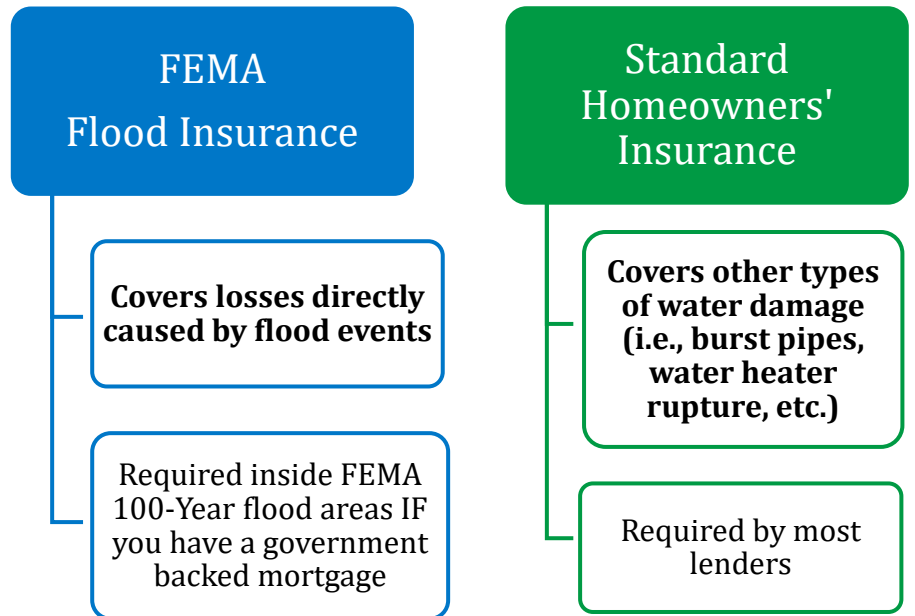 FEMA
Flood Insurance
Covers losses directly
caused by flood events
Required inside FEMA
100-Year flood areas IF
you have a government
backed mortgage
Standard
Homeowners'
Insurance
Covers other types
of water damage
(i.e., burst pipes,
water heater
rupture, etc.)
Required by most
lenders